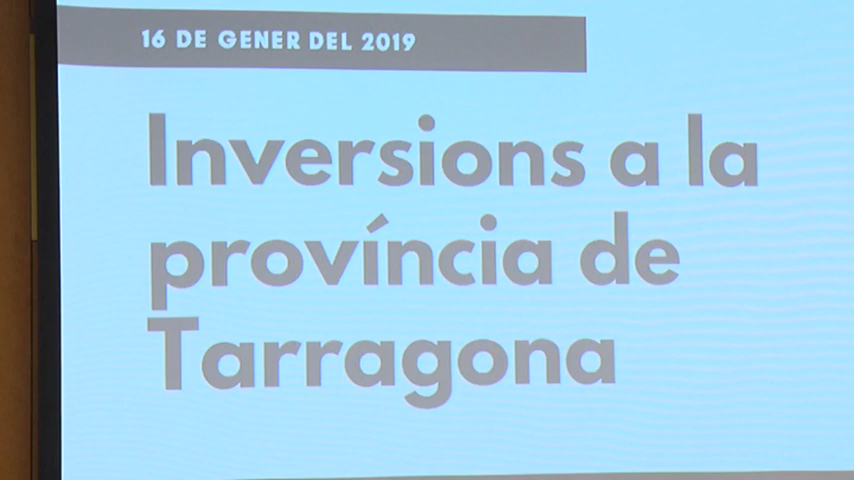 16 DE GENER DEL 2019
Inversions a la
província de
Tarragona